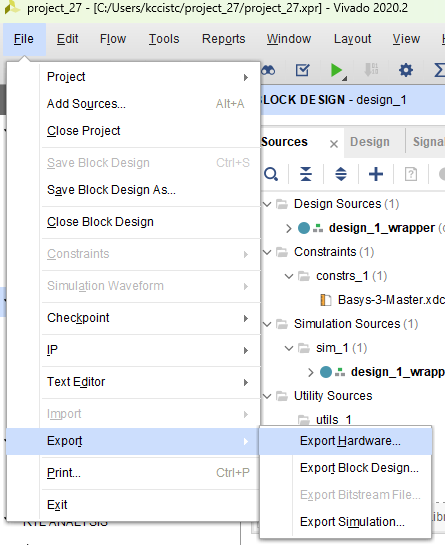 project_27 - [C:/Users/kccistc/project_27/project_27.xpr] - Vivado 2020.2
File Edit Flow Tools Reports Window Layout View
Project
Add Sources... Alt+A
Close Project
Save Block Design Ctrl+S
Save Block Design As...
Close Block Design
Constraints
Simulation Waveform
Checkpoint
IP
Text Editor
Import
Export
Print... Ctrl+P
Exit
BLOCK DESIGN - design_1
Sources Design Signa
Design Sources (1)
design_1_wrapper
Constraints (1)
constrs_1 (1)
Basys-3-Master.xdc
Simulation Sources (1)
sim_1 (1)
design_1_wrap
Utility Sources
utils_1
Export Hardware...
Export Block Design...
Export Bitstream File...
Export Simulation...